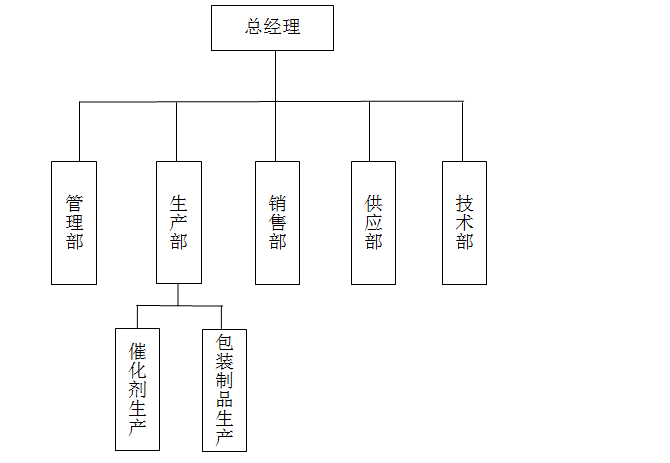 总经理
管理部
生产部
销售部
供应部
技术部
催化剂生产
包装制品生产